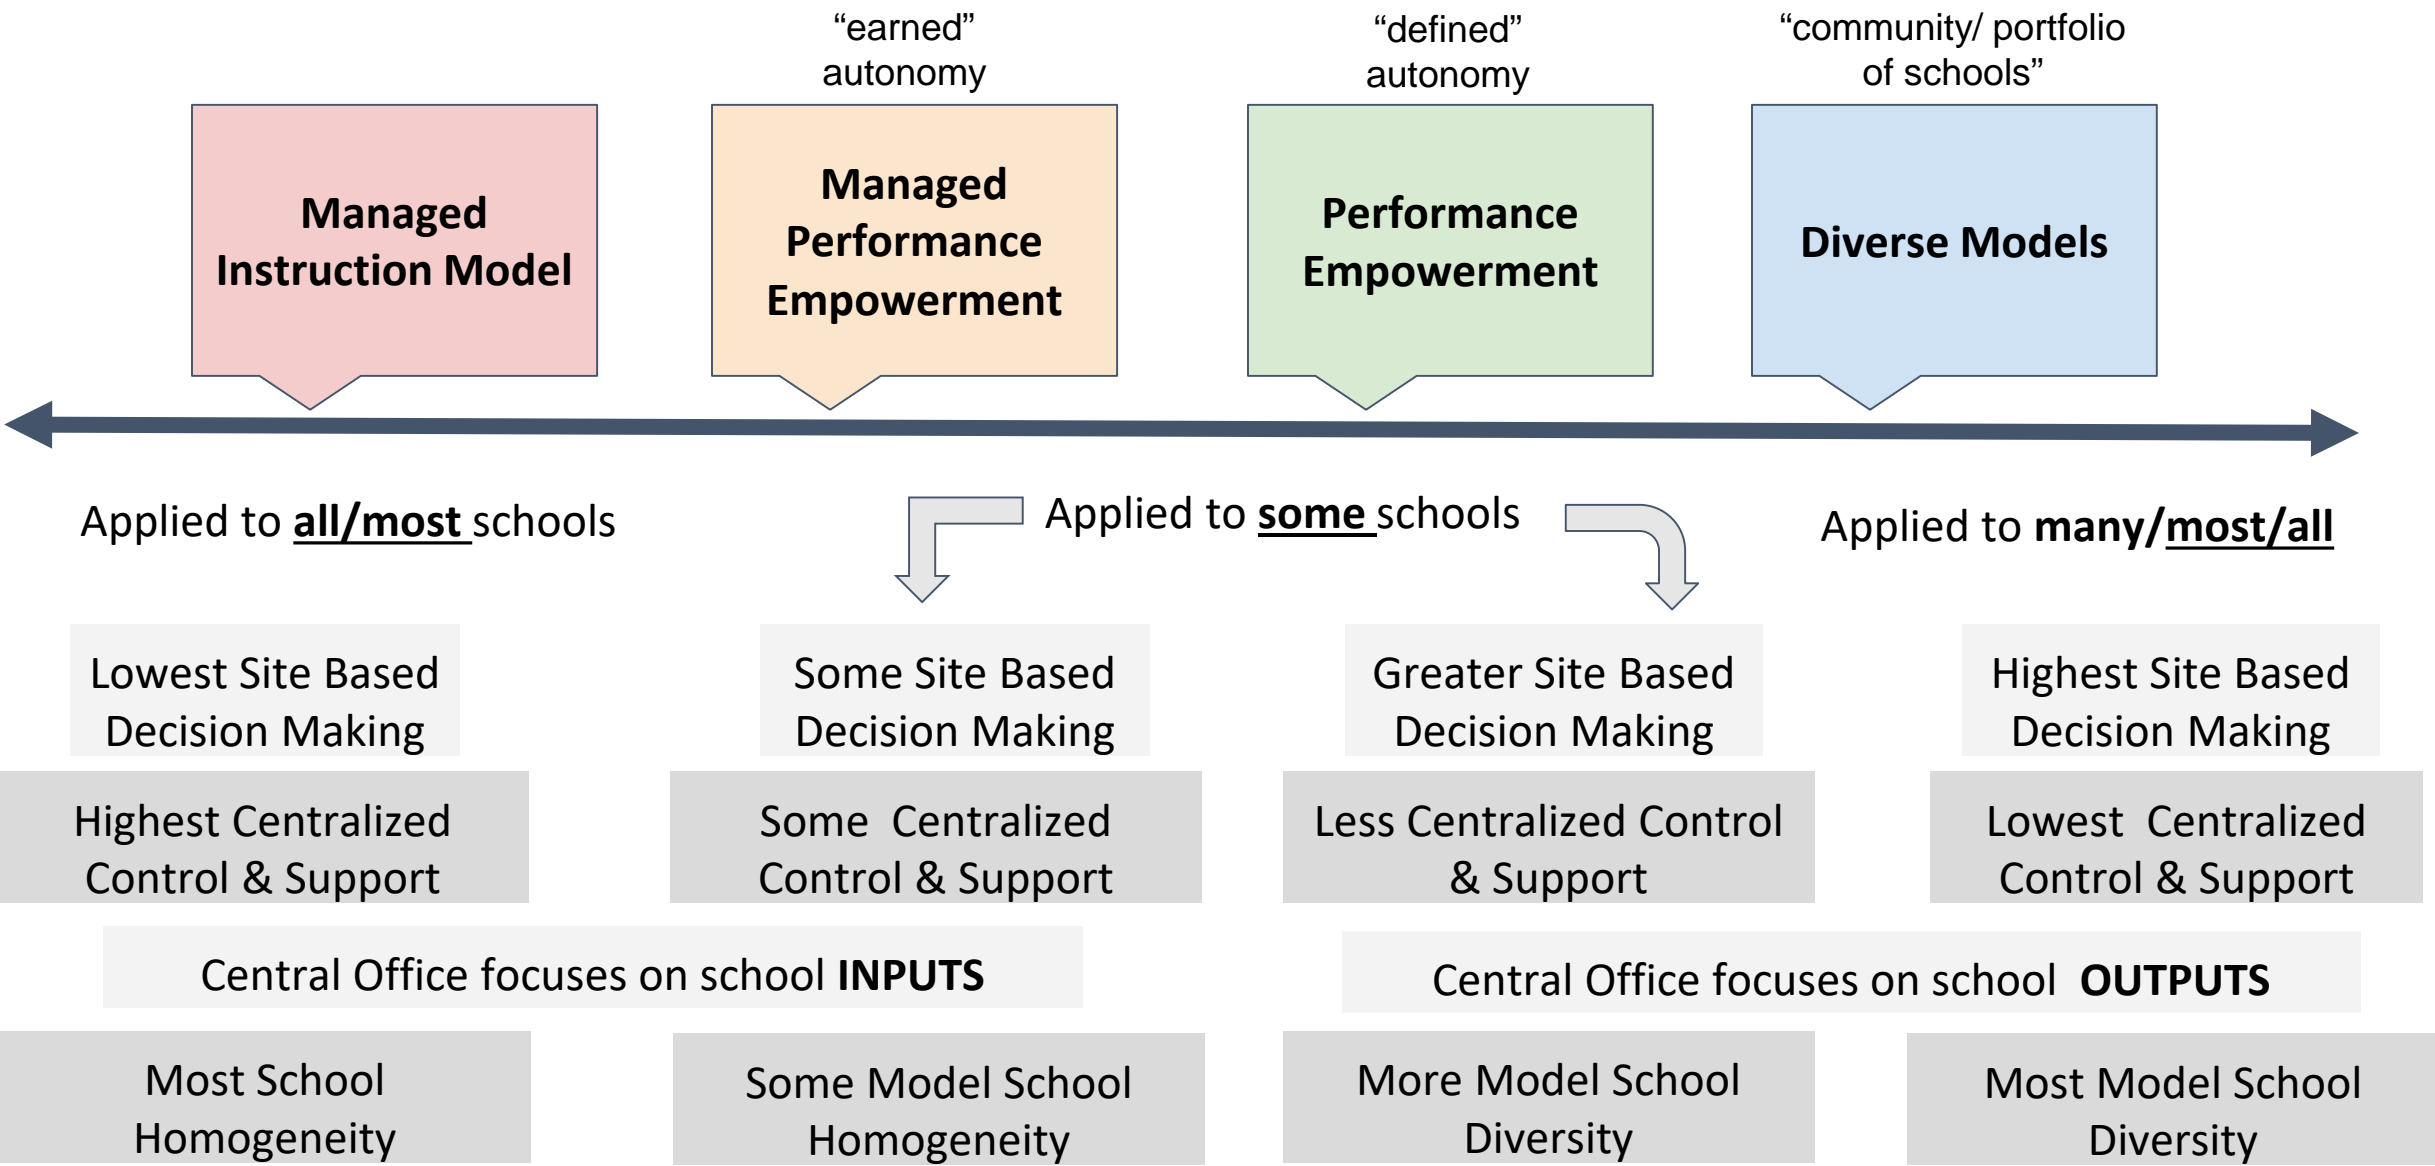 “earned”
autonomy
“defined”
autonomy
“community/ portfolio
of schools”
Managed
Instruction Model
Managed
Performance
Empowerment
Performance
Empowerment
Diverse Models
Applied to all/most schools
Applied to some schools
Applied to many/most/all
Lowest Site Based
Decision Making
Some Site Based
Decision Making
Greater Site Based
Decision Making
Highest Site Based
Decision Making
Highest Centralized
Control & Support
Some  Centralized
Control & Support
Less Centralized Control
& Support
Lowest  Centralized
Control & Support
Central Office focuses on school INPUTS
Central Office focuses on school  OUTPUTS
Most School
Homogeneity
Some Model School
Homogeneity
More Model School
Diversity
Most Model School
Diversity